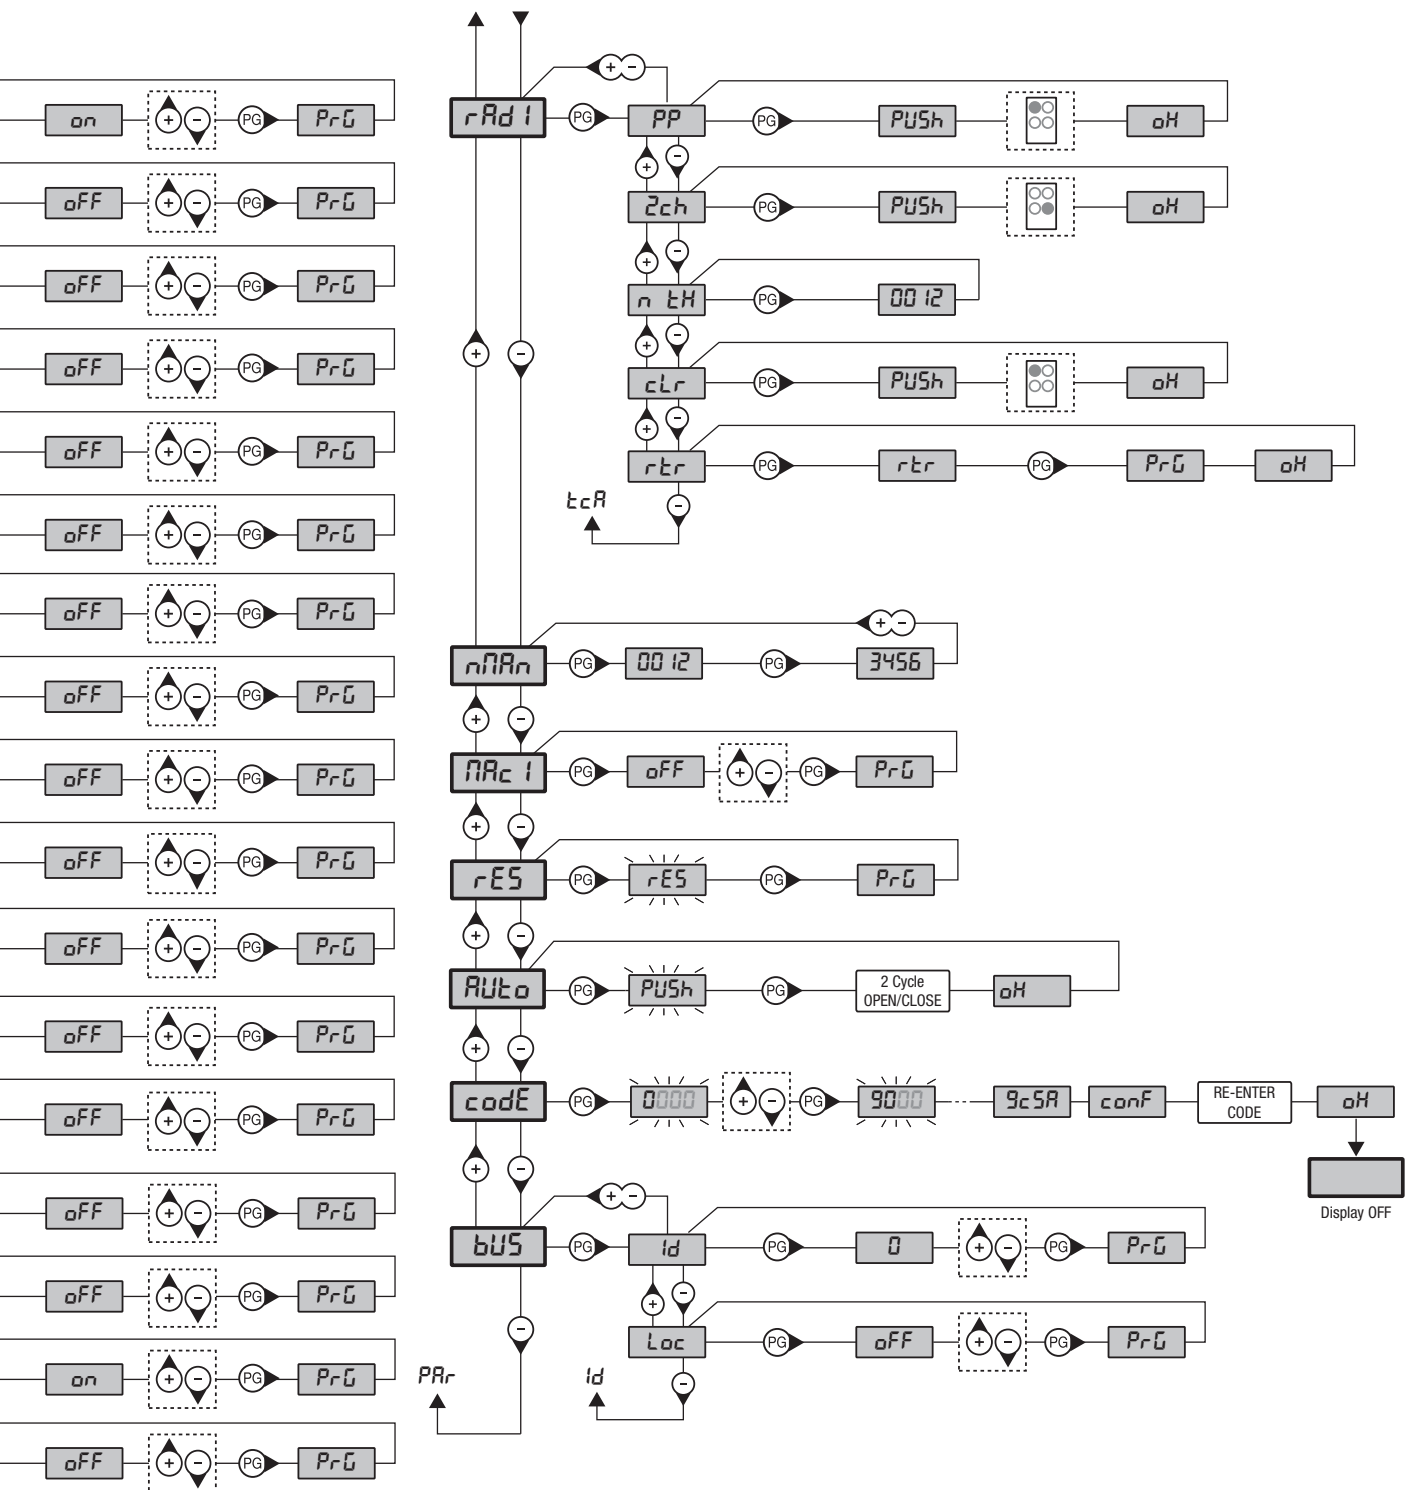 on + - PG PrG
oFF + - PG PrG
oFF + - PG PrG
oFF + - PG PrG
oFF + - PG PrG
oFF + - PG PrG
oFF + - PG PrG
oFF + - PG PrG
oFF + - PG PrG
oFF + - PG PrG
oFF + - PG PrG
oFF + - PG PrG
oFF + - PG PrG
oFF + - PG PrG
oFF + - PG PrG
on + - PG PrG
oFF + - PG PrG
+ -
rAdI PG PP PG PUSh oH
+ -
2ch PG PUSh oH
+ -
n tH PG 0012
+ -
+ -
cLr PG PUSh oH
+ -
rtr PG rtr PG PrG oH
tcA -
+ -
nMAn PG 0012 PG 3456
+ -
MAcI PG oFF + - PG PrG
+ -
rES PG rES PG PrG
+ -
AUto PG PUSh PG 2 Cycle
OPEN/CLOSE oH
+ -
codE PG 0000 + - PG 9000 9cSA conF RE-ENTER
CODE oH
Display OFF
+ -
+ -
bUS PG Id PG 0 + - PG PrG
+ -
Loc PG oFF + - PG PrG
-
PAr
Id -